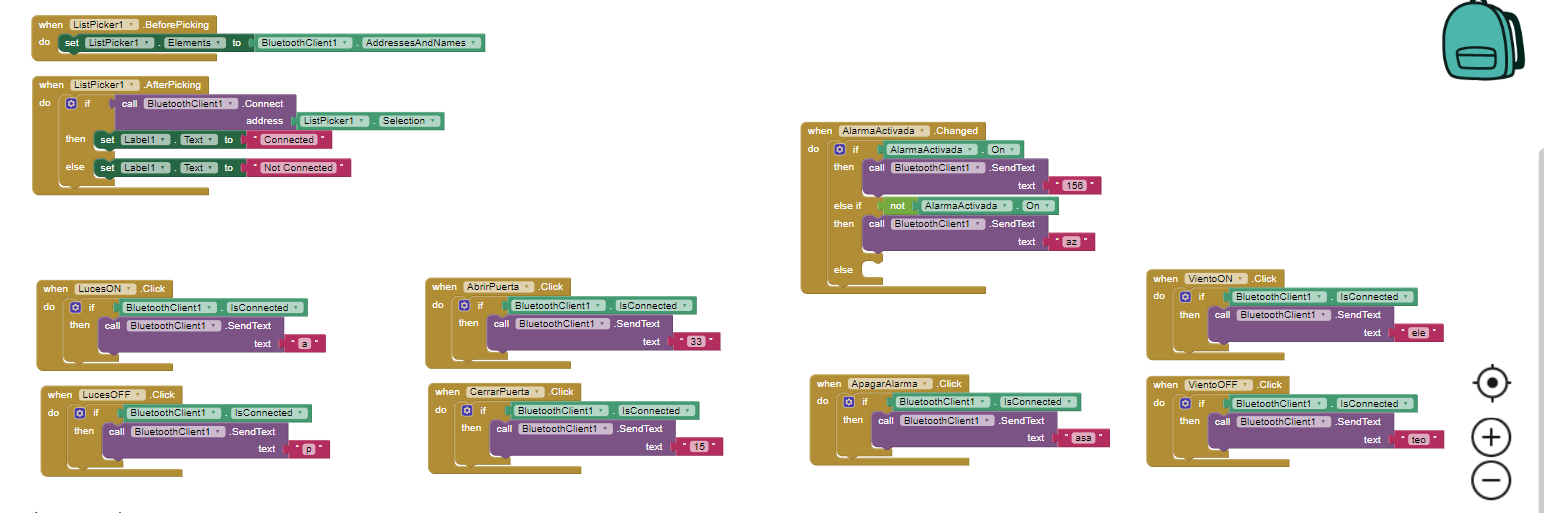 when ListPicker1 .BeforePicking
do set ListPicker1 . Elements to BluetoothClient1 . AddressesAndNames
when ListPicker1 .AfterPicking
do if call BluetoothClient1 .Connect
address ListPicker1 . Selection
then set Label1 . Text to " Connected "
else set Label1 . Text to " Not Connected "
when AlarmaActivada .Changed
do if AlarmaActivada . On
then call BluetoothClient1 .SendText
text " 156 "
else if not AlarmaActivada . On
then call BluetoothClient1 .SendText
text " az "
else
when LucesON .Click
do if BluetoothClient1 . IsConnected
then call BluetoothClient1 .SendText
text " a "
when AbrirPuerta .Click
do if BluetoothClient1 . IsConnected
then call BluetoothClient1 .SendText
text " 33 "
when VientoON .Click
do if BluetoothClient1 . IsConnected
then call BluetoothClient1 .SendText
text " ele "
when LucesOFF .Click
do if BluetoothClient1 . IsConnected
then call BluetoothClient1 .SendText
text " p "
when CerrarPuerta .Click
do if BluetoothClient1 . IsConnected
then call BluetoothClient1 .SendText
text " 15 "
when ApagarAlarma .Click
do if BluetoothClient1 . IsConnected
then call BluetoothClient1 .SendText
text " asa "
when VientoOFF .Click
do if BluetoothClient1 . IsConnected
then call BluetoothClient1 .SendText
text " teo "